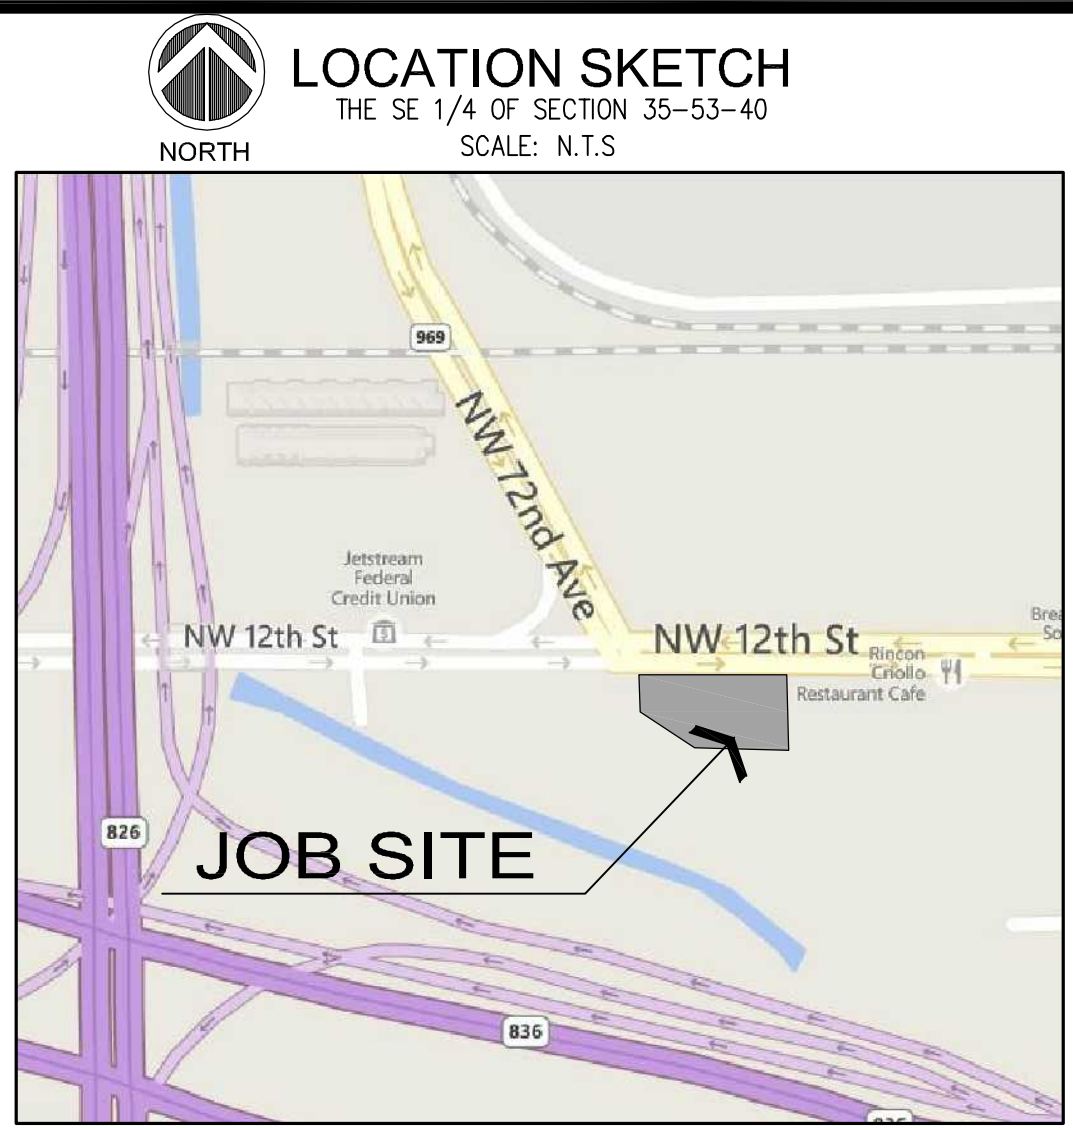 LOCATION SKETCH
THE SE 1/4 OF SECTION 35-53-40
SCALE: N.T.S
NORTH
969
NW 72nd Ave
Jetstream
Federal
Credit Union
NW 12th St
NW 12th St
Rincon
Criollo
Restaurant Cafe
JOB SITE
826
836